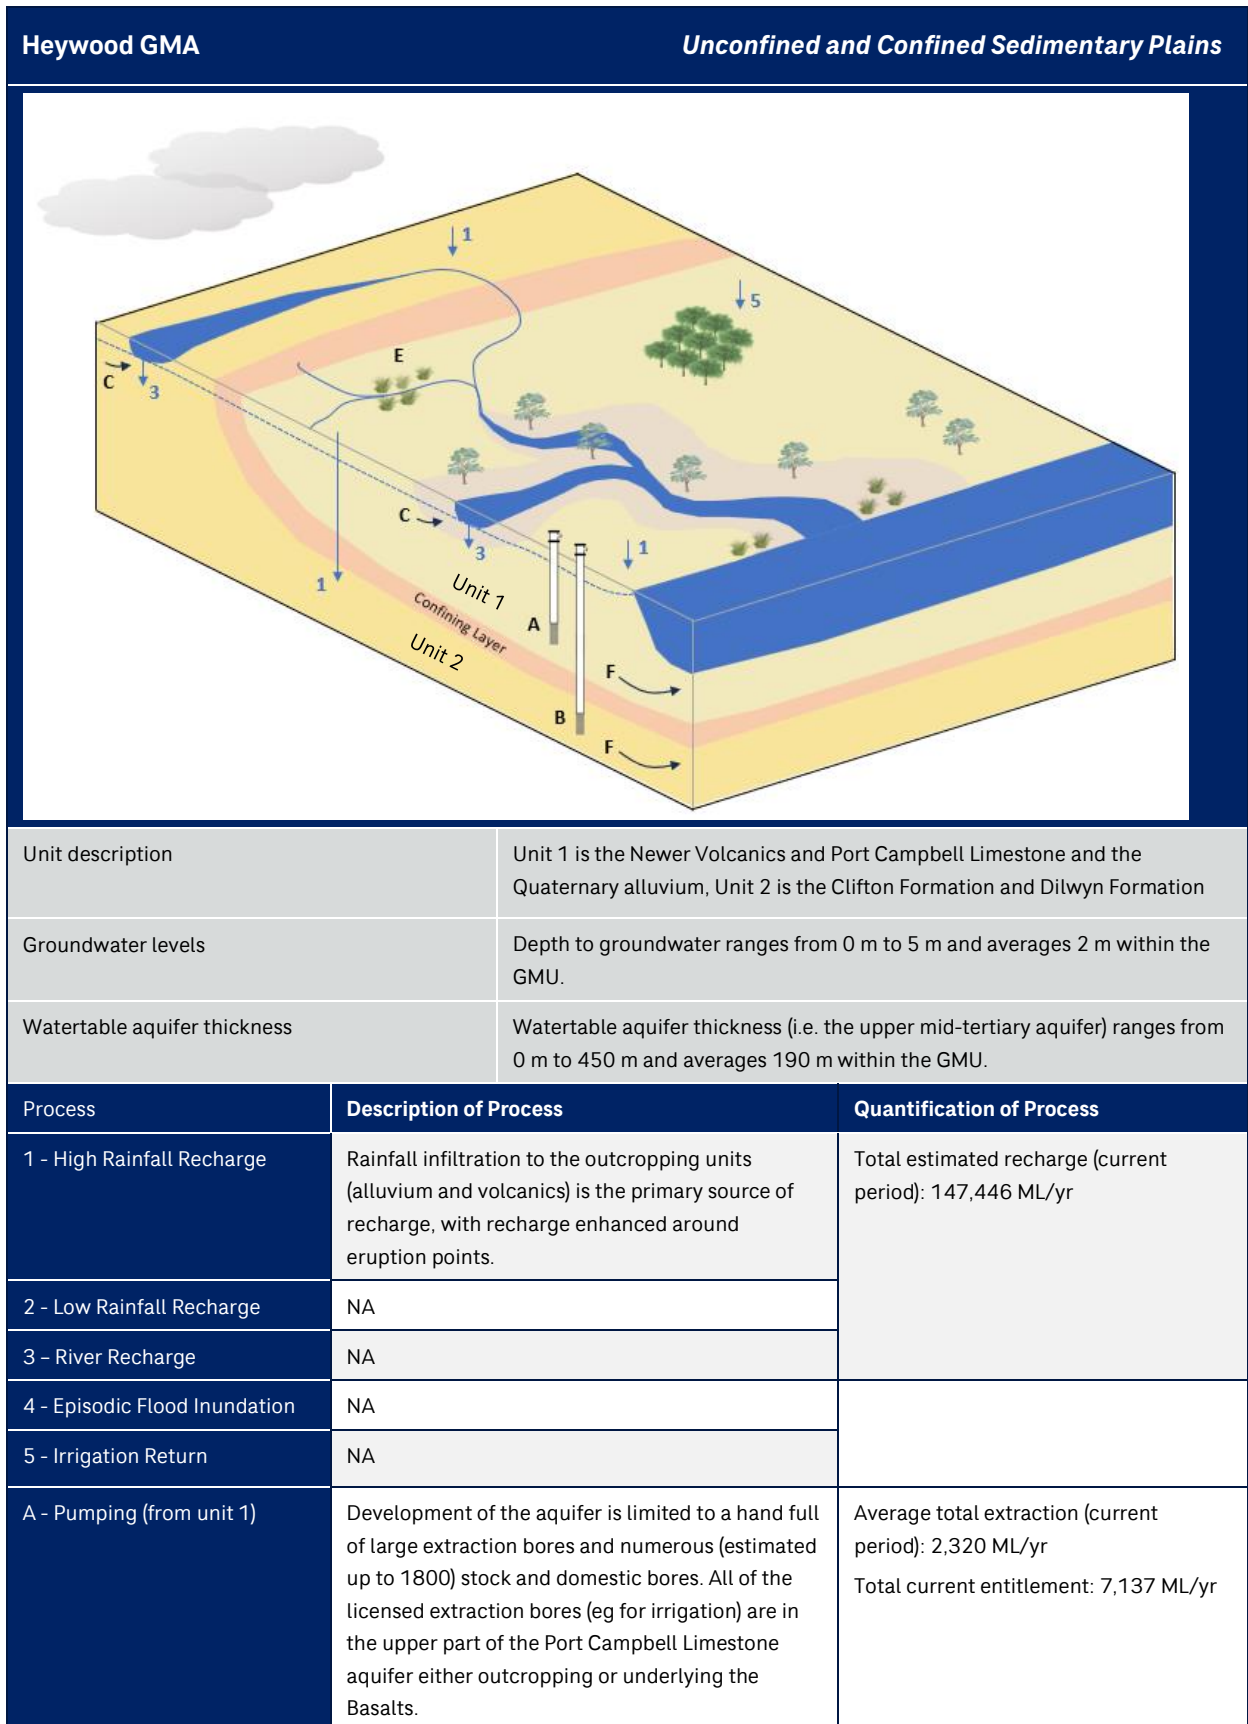 Heywood GMA
Unconfined and Confined Sedimentary Plains
1
5
E
C
3
C
3
1
1
Unit 1
Confining Layer
Unit 2
A
B
F
F
Unit description
Unit 1 is the Newer Volcanics and Port Campbell Limestone and the
Quaternary alluvium, Unit 2 is the Clifton Formation and Dilwyn Formation
Groundwater levels
Depth to groundwater ranges from 0 m to 5 m and averages 2 m within the
GMU.
Watertable aquifer thickness
Watertable aquifer thickness (i.e. the upper mid-tertiary aquifer) ranges from
0 m to 450 m and averages 190 m within the GMU.
Process
Description of Process
Quantification of Process
1 - High Rainfall Recharge
Rainfall infiltration to the outcropping units
(alluvium and volcanics) is the primary source of
recharge, with recharge enhanced around
eruption points.
Total estimated recharge (current
period): 147,446 ML/yr
2 - Low Rainfall Recharge
NA
3 – River Recharge
NA
4 - Episodic Flood Inundation
NA
5 - Irrigation Return
NA
A - Pumping (from unit 1)
Development of the aquifer is limited to a hand full
of large extraction bores and numerous (estimated
up to 1800) stock and domestic bores. All of the
licensed extraction bores (eg for irrigation) are in
the upper part of the Port Campbell Limestone
aquifer either outcropping or underlying the
Basalts.
Average total extraction (current
period): 2,320 ML/yr
Total current entitlement: 7,137 ML/yr